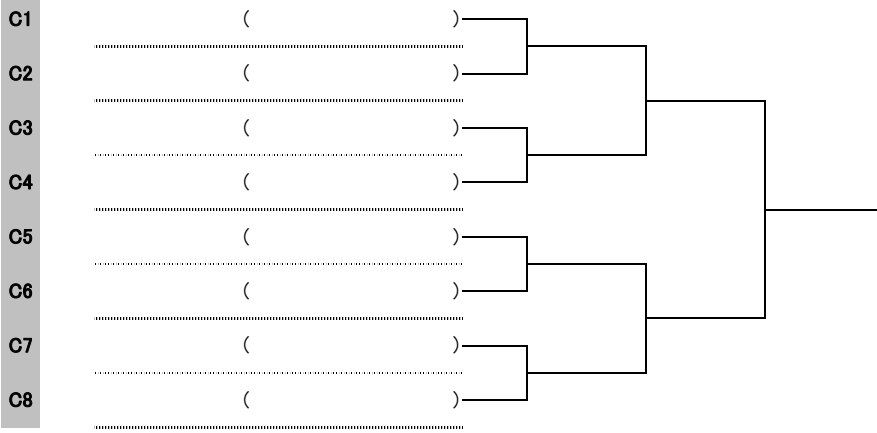 C1 ( )
C2 ( )
C3 ( )
C4 ( )
C5 ( )
C6 ( )
C7 ( )
C8 ( )